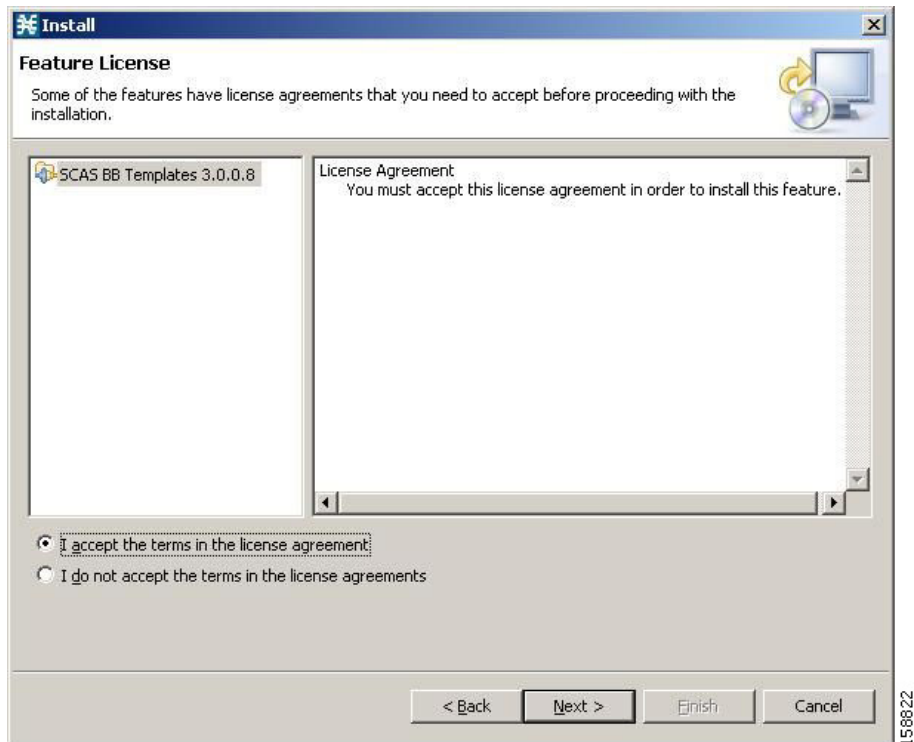 Install
Feature License
Some of the features have license agreements that you need to accept before proceeding with the
installation.
SCAS BB Templates 3.0.0.8
License Agreement
You must accept this license agreement in order to install this feature.
I accept the terms in the license agreement
I do not accept the terms in the license agreements
< Back
Next >
Finish
Cancel
158822